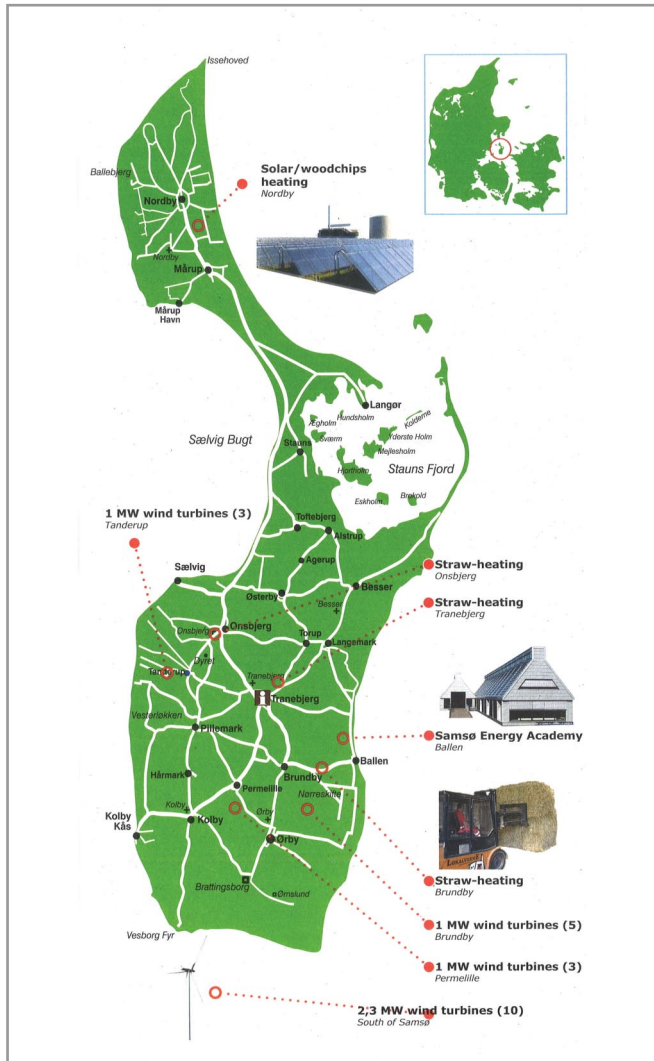 Issehoved
Ballebjerg
Solar/woodchips
heating
Nordby
Nordby
Nordby
Mårup
Mårup
Havn
Langør
Kolderne
Hundsholm
Ægholm
Sværm
Yderste Holm
Mejlesholm
Sælvig Bugt
Stauns
Hjortholm
Stauns Fjord
Eskholm
Brokold
1 MW wind turbines (3)
Tanderup
Toftebjerg
Alstrup
Agerup
Sælvig
Straw-heating
Onsbjerg
Besser
Østerby
Besser
Straw-heating
Tranebjerg
Onsbjerg
Onsbjerg
Torup
Langemark
Dyret
Tanderup
Tranebjerg
Tranebjerg
Vesterløkken
Pillemark
Samsø Energy Academy
Ballen
Ballen
Hårmark
Brundby
Permelille
Nørreskifte
Kolby
Kolby
Kås
Kolby
Ørby
Ørby
LOKALTVARME
Brattingsborg
Ørnslund
Straw-heating
Brundby
Vesborg Fyr
1 MW wind turbines (5)
Brundby
1 MW wind turbines (3)
Permelille
2,3 MW wind turbines (10)
South of Samsø